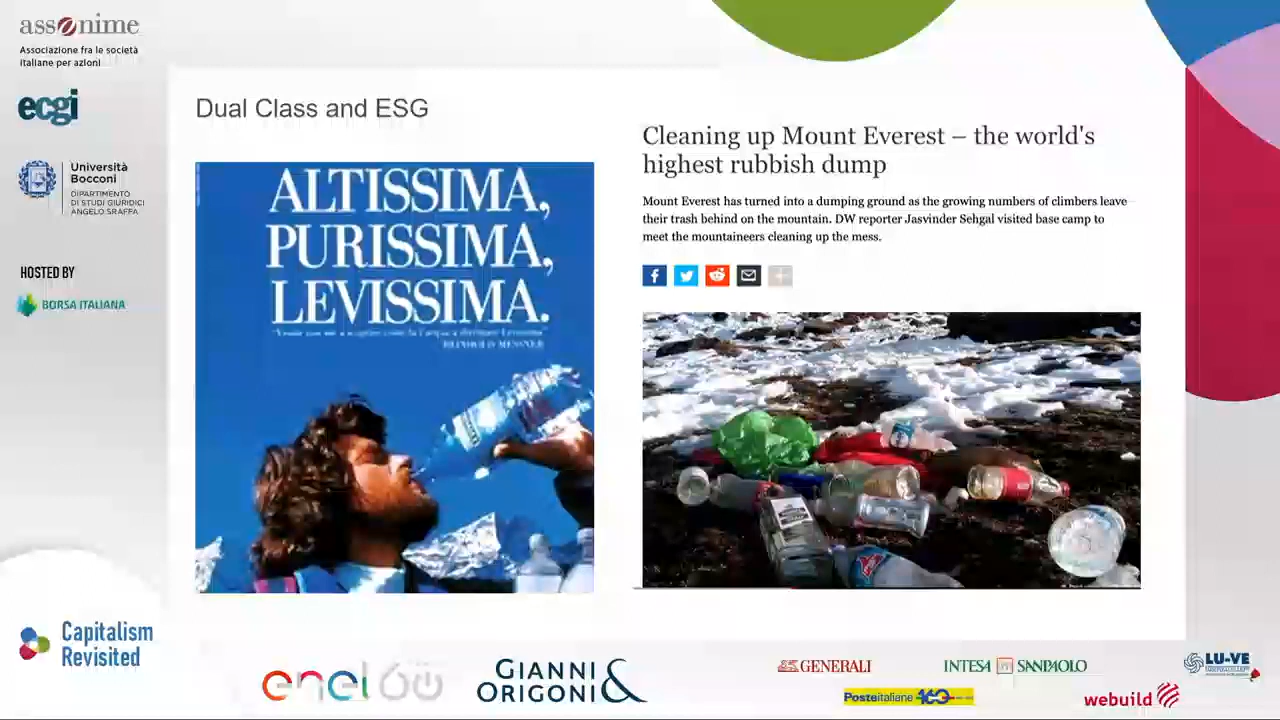 assonime
Associazione fra le società
italiane per azioni
ecgi
Università
Bocconi
DIPARTIMENTO
DI STUDI GIURIDICI
ANGELO SRAFFA
HOSTED BY
BORSA ITALIANA
Capitalism
Revisited
Dual Class and ESG
ALTISSIMA,
PURISSIMA,
LEVISSIMA.
REINHOLD MESSNER
Cleaning up Mount Everest – the world's
highest rubbish dump
Mount Everest has turned into a dumping ground as the growing numbers of climbers leave
their trash behind on the mountain. DW reporter Jasvinder Sehgal visited base camp to
meet the mountaineers cleaning up the mess.
enel 60
GIANNI &
ORIGONI
GENERALI
INTESA SANPAOLO
LU-VE
Posteitaliane 160
webuild